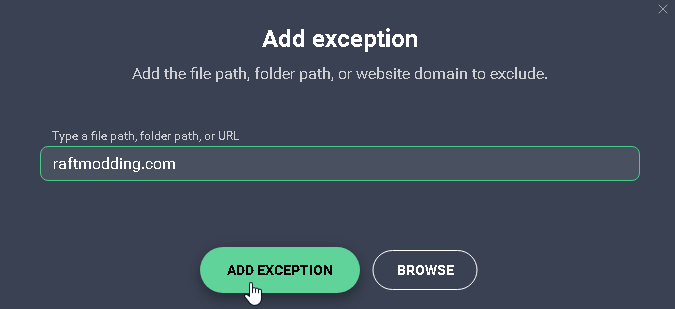 Add exception
Add the file path, folder path, or website domain to exclude.
Type a file path, folder path, or URL
raftmodding.com
ADD EXCEPTION
BROWSE